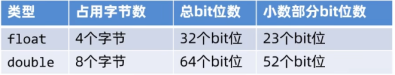 类型 占用字节数 总bit位数 小数部分bit位数
float 4个字节 32个bit位 23个bit位
double 8个字节 64个bit位 52个bit位